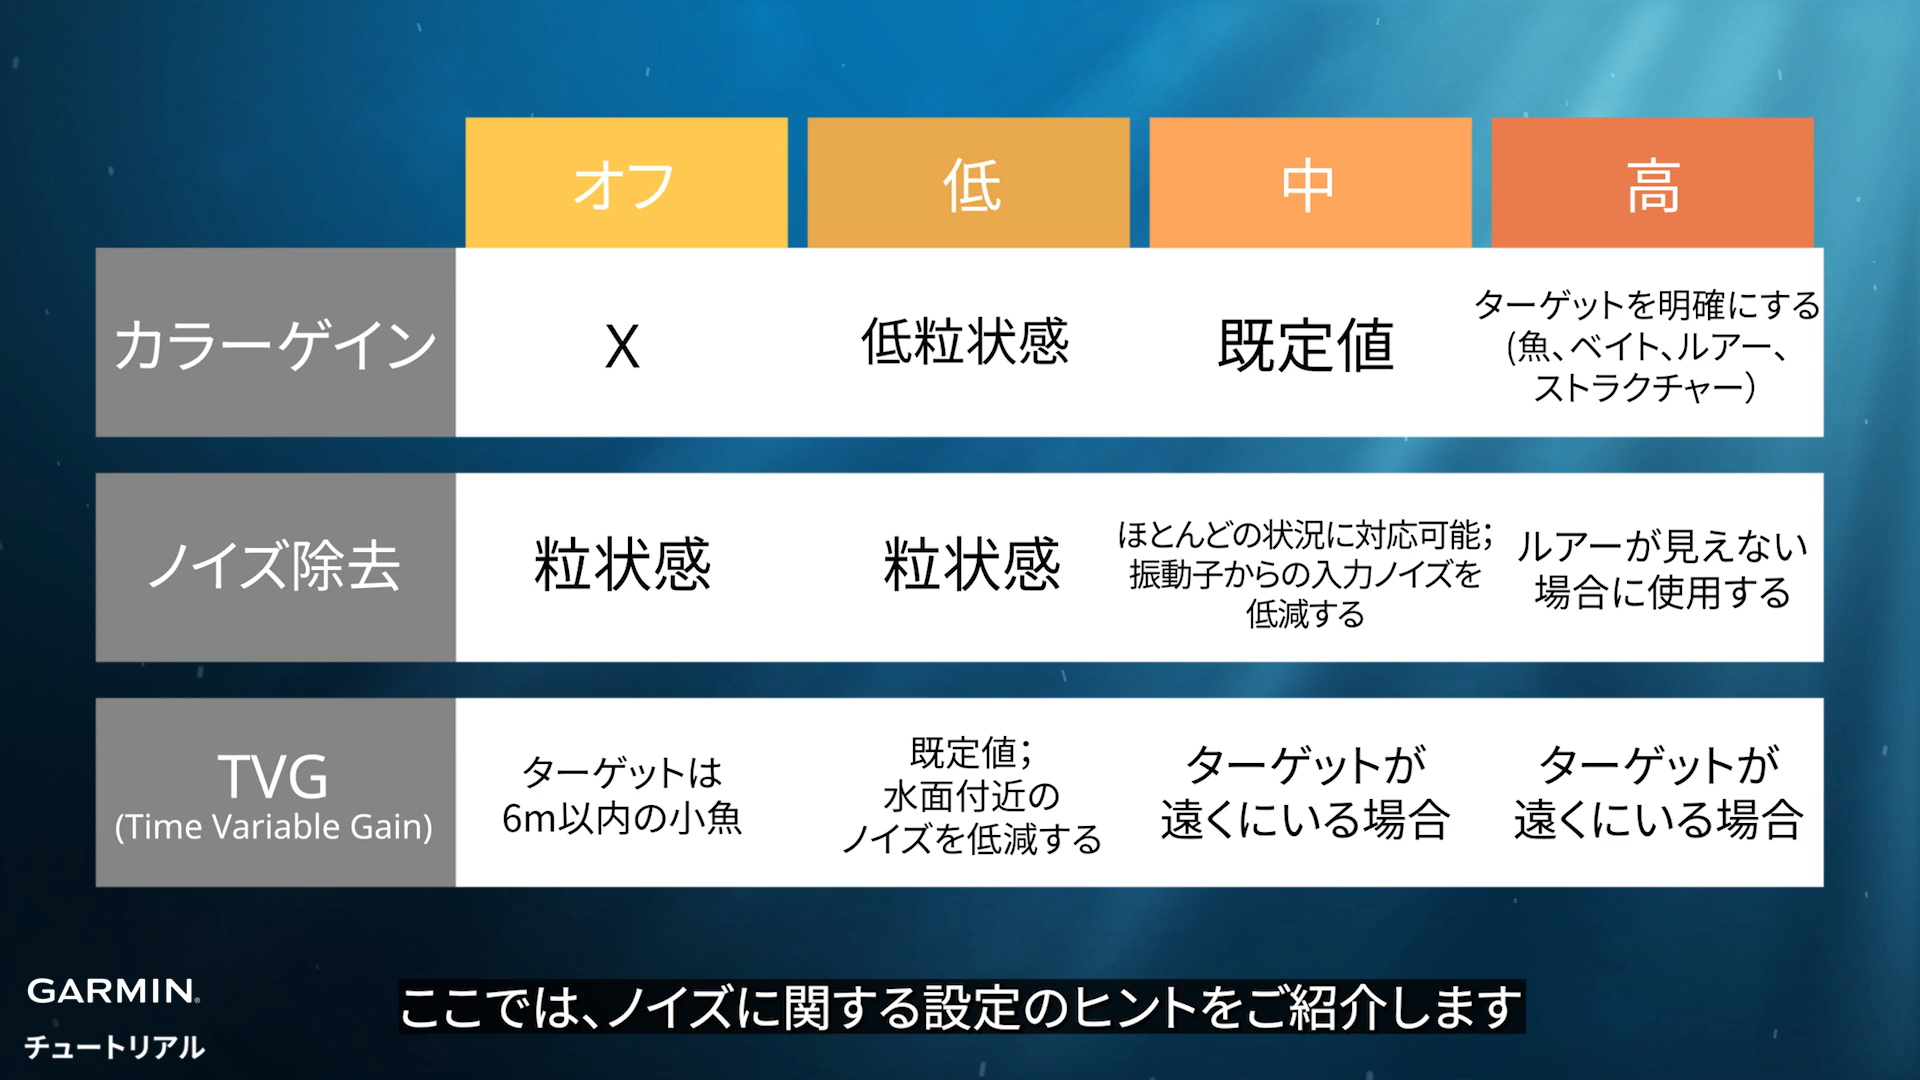 オフ
低
中
高
カラーゲイン
X
低粒状感
既定値
ターゲットを明確にする
(魚、ベイト、ルアー、
ストラクチャー)
ノイズ除去
粒状感
粒状感
ほとんどの状況に対応可能;
振動子からの入力ノイズを
低減する
ルアーが見えない
場合に使用する
TVG
(Time Variable Gain)
ターゲットは
6m以内の小魚
既定値;
水面付近の
ノイズを低減する
ターゲットが
遠くにいる場合
ターゲットが
遠くにいる場合
GARMIN®
チュートリアル
ここでは、ノイズに関する設定のヒントをご紹介します